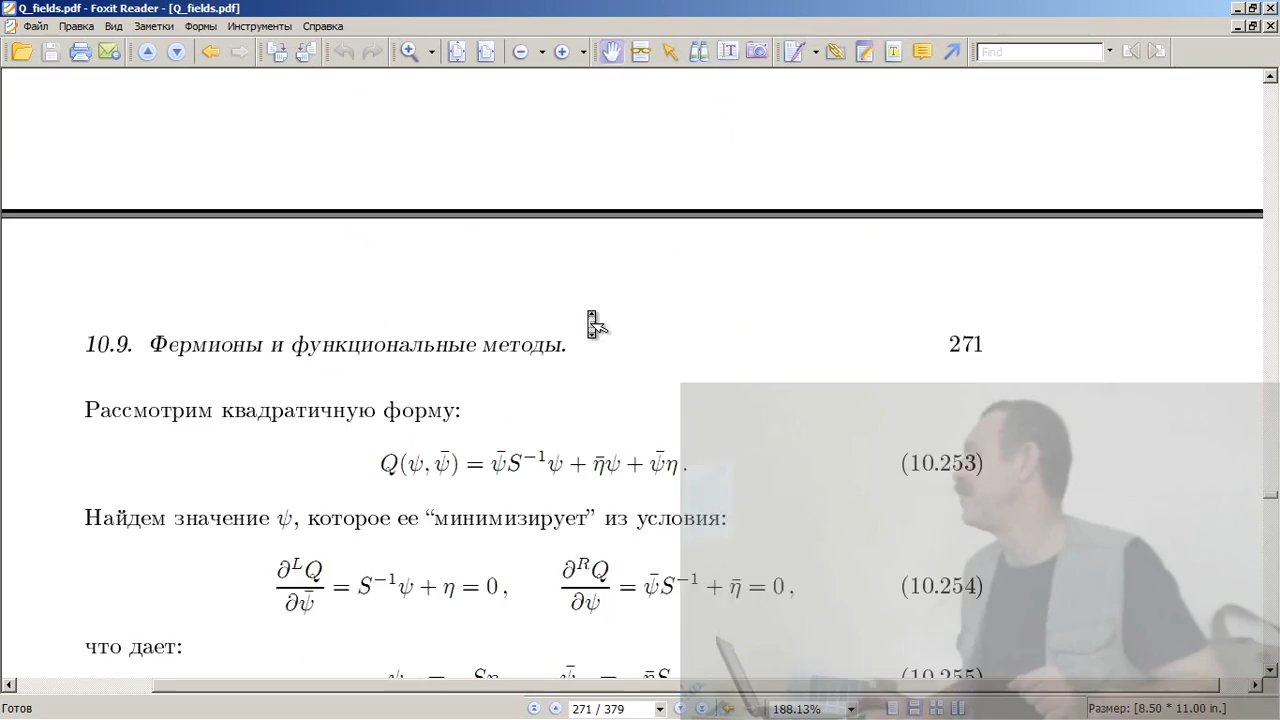 Q_fields.pdf - Foxit Reader - [Q_fields.pdf]
Файл Правка Вид Заметки Формы Инструменты Справка
Find
10.9. Фермионы и функциональные методы. 271
Рассмотрим квадратичную форму:
Q(ψ, ψ̄) = ψ̄S⁻¹ψ + η̄ψ + ψ̄η . (10.253)
Найдем значение ψ, которое ее “минимизирует” из условия:
∂ᴸQ/∂ψ̄ = S⁻¹ψ + η = 0 , ∂ᴿQ/∂ψ = ψ̄S⁻¹ + η̄ = 0 , (10.254)
что дает:
Готово 271 / 379 188.13% Размер: [8.50 * 11.00 in.]